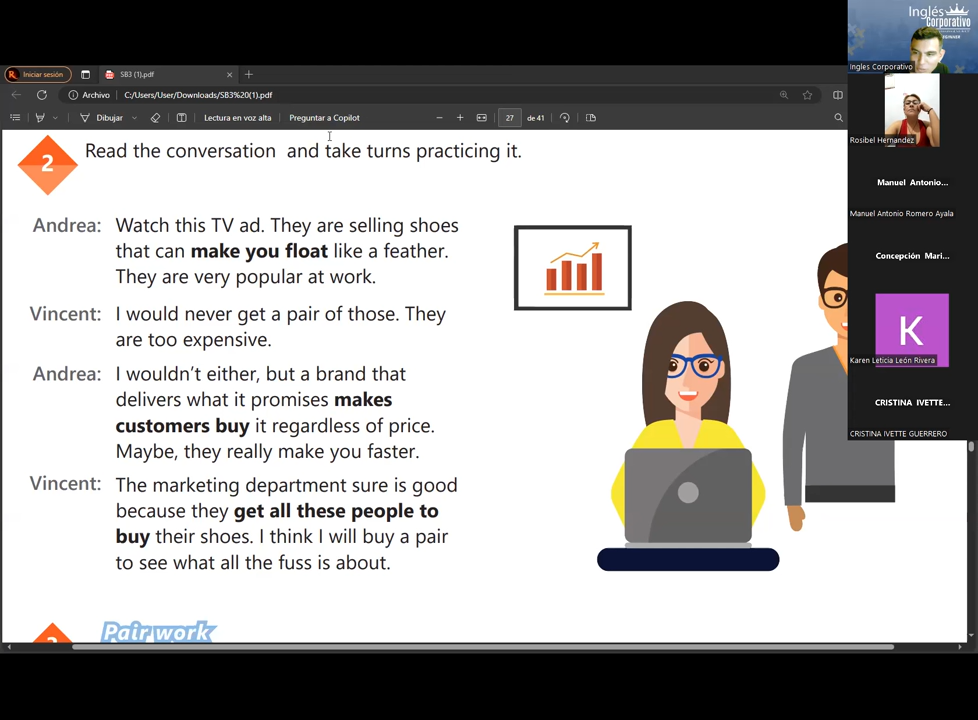 Inglés
Corporativo
BEGINNER
Ingles Corporativo
Iniciar sesión
SB3 (1).pdf
Archivo
C:/Users/User/Downloads/SB3%20(1).pdf
Dibujar
Lectura en voz alta
Preguntar a Copilot
27
de 41
2
Read the conversation and take turns practicing it.
Andrea: Watch this TV ad. They are selling shoes
that can make you float like a feather.
They are very popular at work.
Vincent: I would never get a pair of those. They
are too expensive.
Andrea: I wouldn't either, but a brand that
delivers what it promises makes
customers buy it regardless of price.
Maybe, they really make you faster.
Vincent: The marketing department sure is good
because they get all these people to
buy their shoes. I think I will buy a pair
to see what all the fuss is about.
Pair work
Rosibel Hernandez
Manuel Antonio...
Manuel Antonio Romero Ayala
Concepción Mari...
K
Karen Leticia León Rivera
CRISTINA IVETTE...
CRISTINA IVETTE GUERRERO